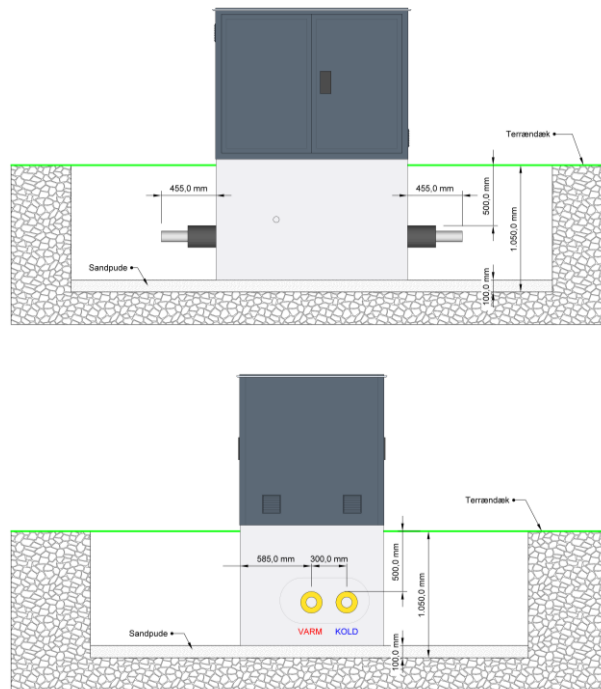 Terrændæk
455,0 mm
455,0 mm
500,0 mm
1.050,0 mm
Sandpude
100,0 mm
Terrændæk
585,0 mm
300,0 mm
500,0 mm
1.050,0 mm
VARM
KOLD
Sandpude
100,0 mm